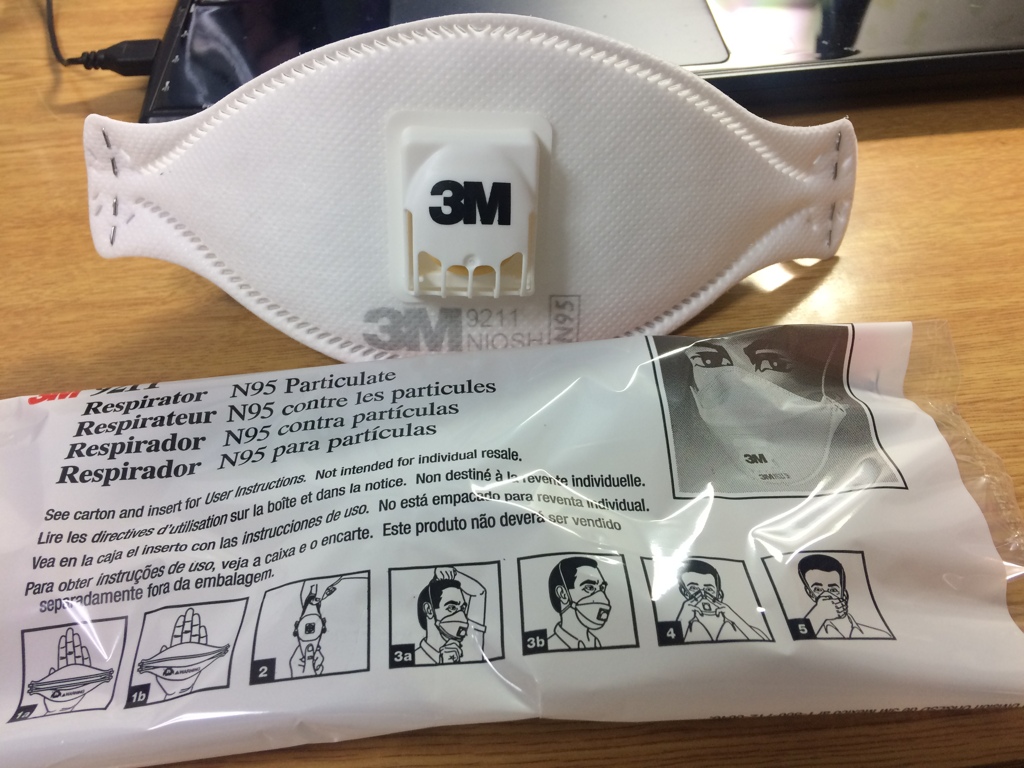 3M
3M 9211
NIOSH
N95
3M 9211
Respirator N95 Particulate
Respirateur N95 contre les particules
Respirador N95 contra partículas
Respirador N95 para partículas
See carton and insert for User Instructions. Not intended for individual resale.
Lire les directives d'utilisation sur la boîte et dans la notice. Non destiné à la revente individuelle.
Vea en la caja el inserto con las instrucciones de uso. No está empacado para reventa individual.
Para obter instruções de uso, veja a caixa e o encarte. Este produto não deverá ser vendido
separadamente fora da embalagem.
3M
3M
1a
1b
2
3a
3b
4
5